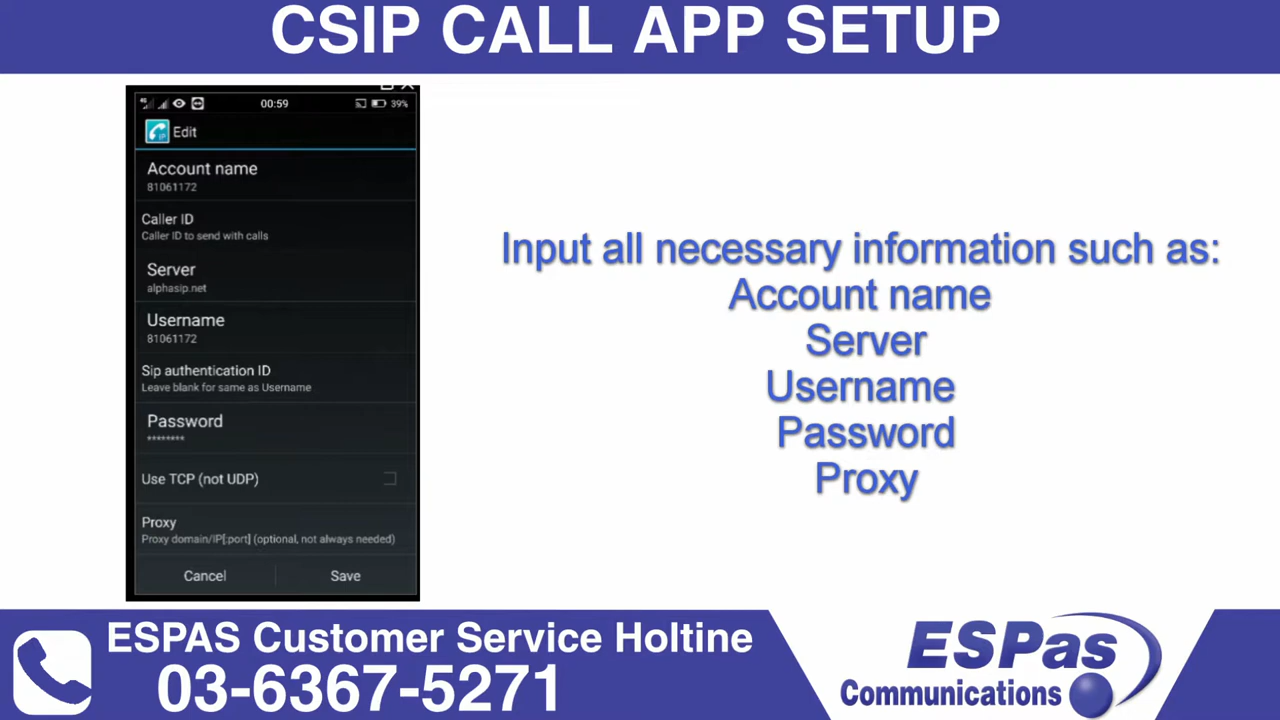 CSIP CALL APP SETUP
4G
00:59
39%
IP
Edit
Account name
81061172
Caller ID
Caller ID to send with calls
Server
alphasip.net
Username
81061172
Sip authentication ID
Leave blank for same as Username
Password
********
Use TCP (not UDP)
Proxy
Proxy domain/IP[:port] (optional, not always needed)
Cancel
Save
Input all necessary information such as:
Account name
Server
Username
Password
Proxy
ESPAS Customer Service Holtine
03-6367-5271
ESPas
Communications